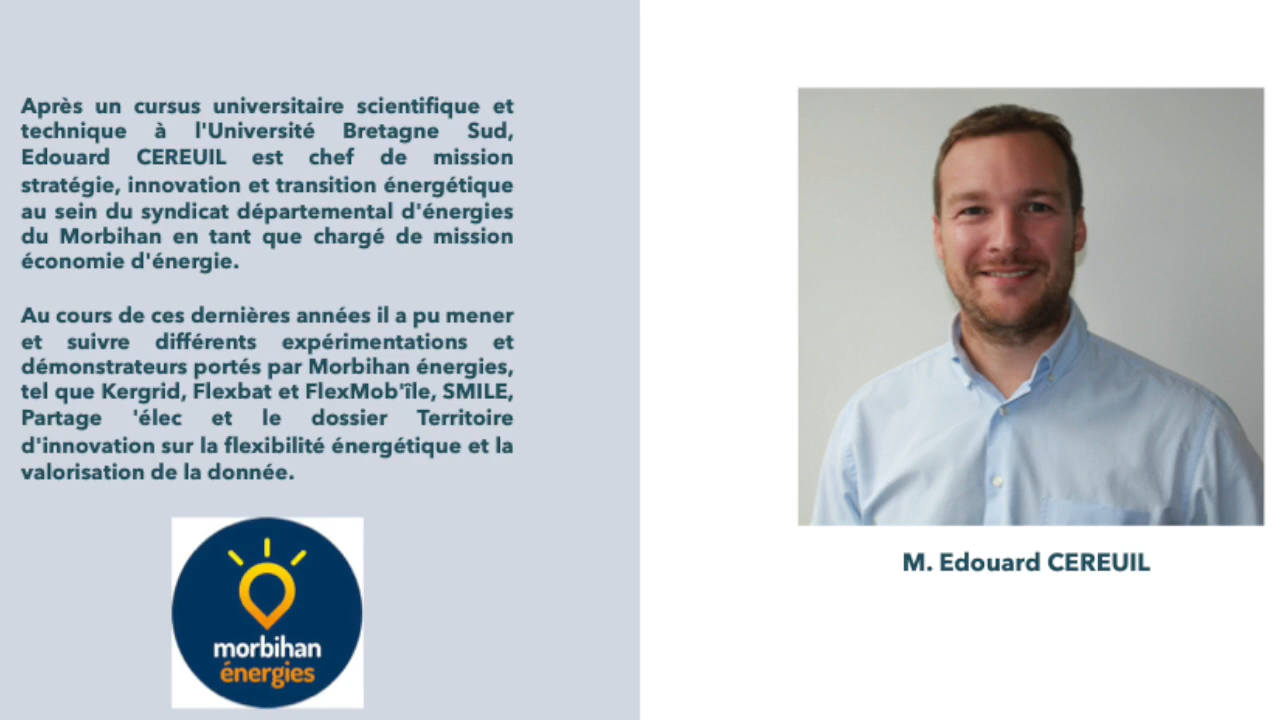 Après un cursus universitaire scientifique et
technique à l'Université Bretagne Sud,
Edouard CEREUIL est chef de mission
stratégie, innovation et transition énergétique
au sein du syndicat départemental d'énergies
du Morbihan en tant que chargé de mission
économie d'énergie.
Au cours de ces dernières années il a pu mener
et suivre différents expérimentations et
démonstrateurs portés par Morbihan énergies,
tel que Kergrid, Flexbat et FlexMob'île, SMILE,
Partage 'élec et le dossier Territoire
d'innovation sur la flexibilité énergétique et la
valorisation de la donnée.
morbihan
énergies
M. Edouard CEREUIL